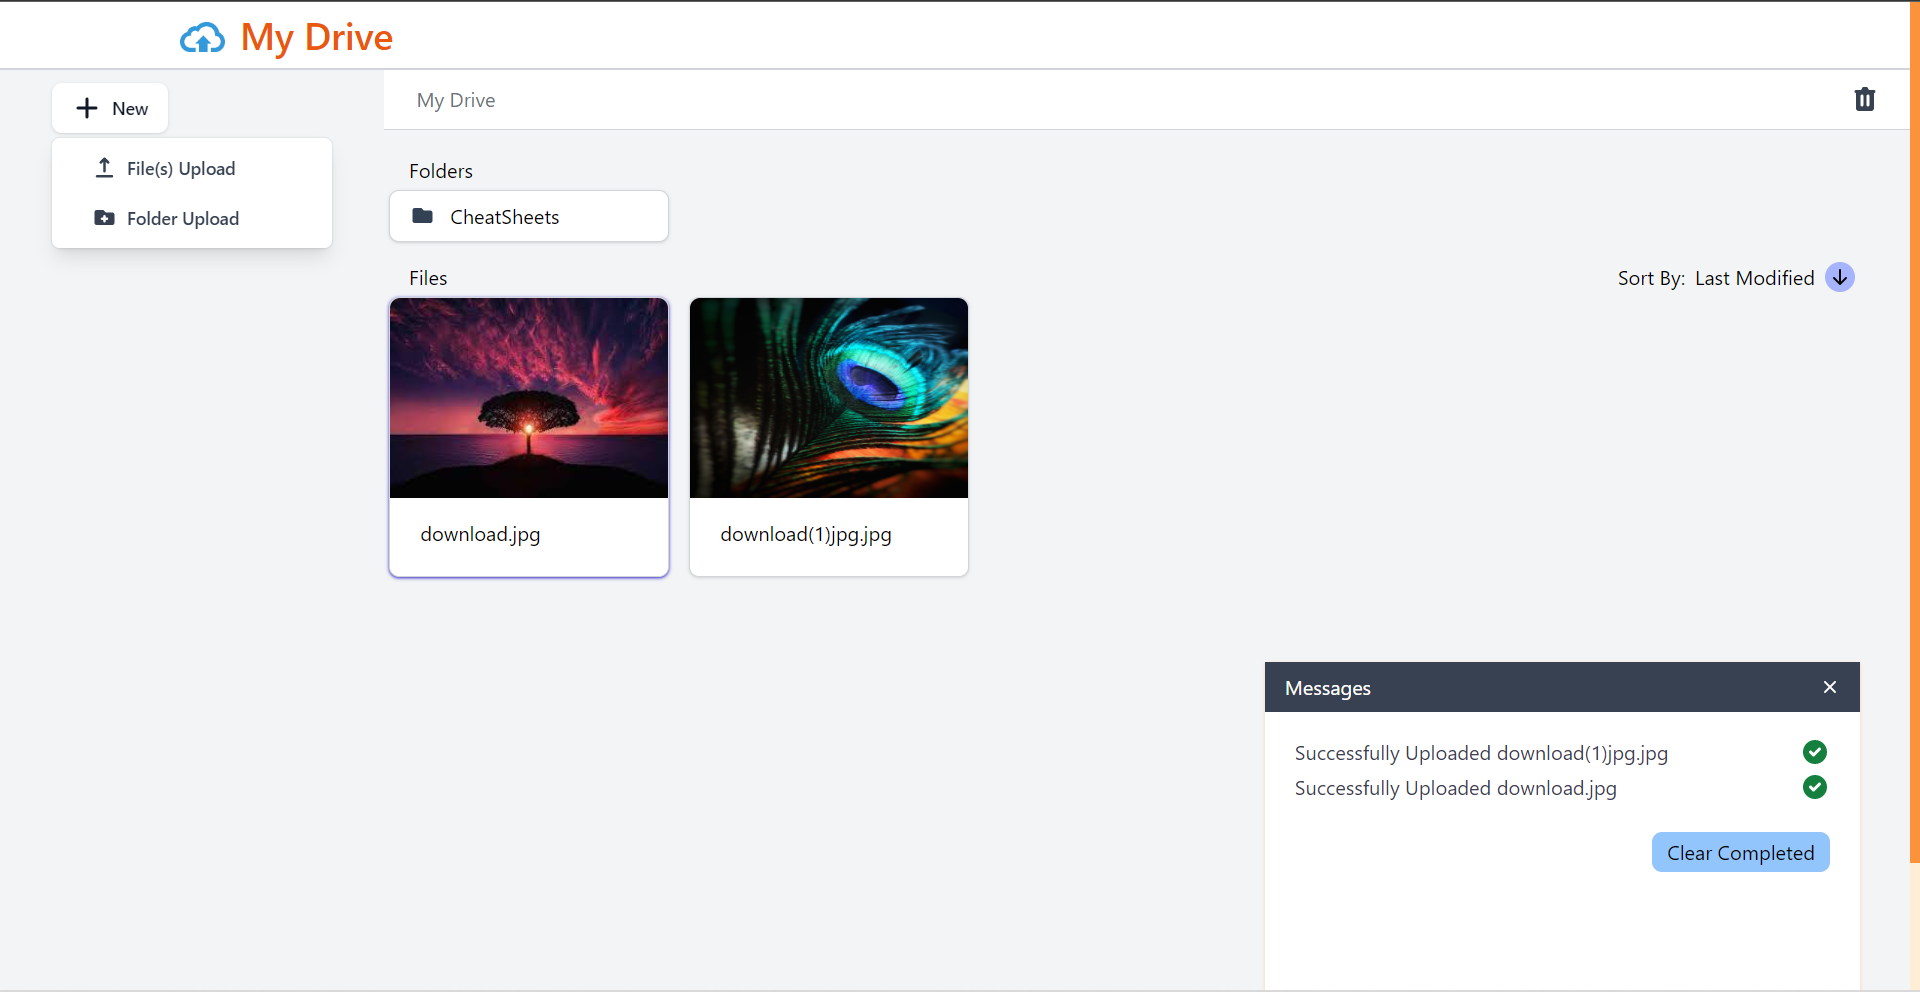 My Drive
New
File(s) Upload
Folder Upload
My Drive
Folders
CheatSheets
Files
Sort By: Last Modified
download.jpg
download(1)jpg.jpg
Messages
Successfully Uploaded download(1)jpg.jpg
Successfully Uploaded download.jpg
Clear Completed